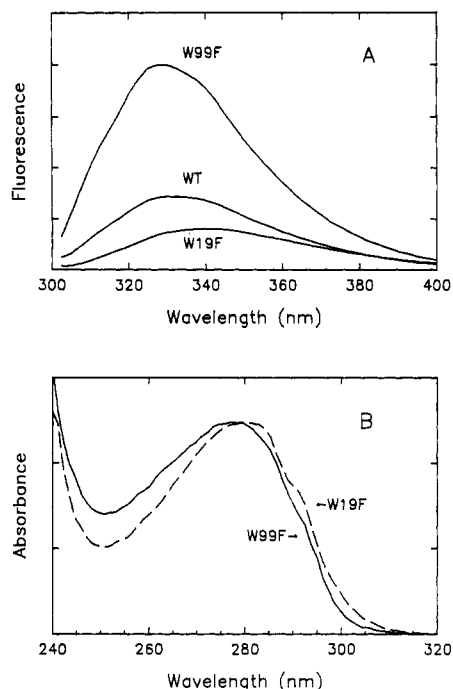 A
W99F
WT
W19F
Fluorescence
300 320 340 360 380 400
Wavelength (nm)
B
←W19F
W99F→
Absorbance
240 260 280 300 320
Wavelength (nm)